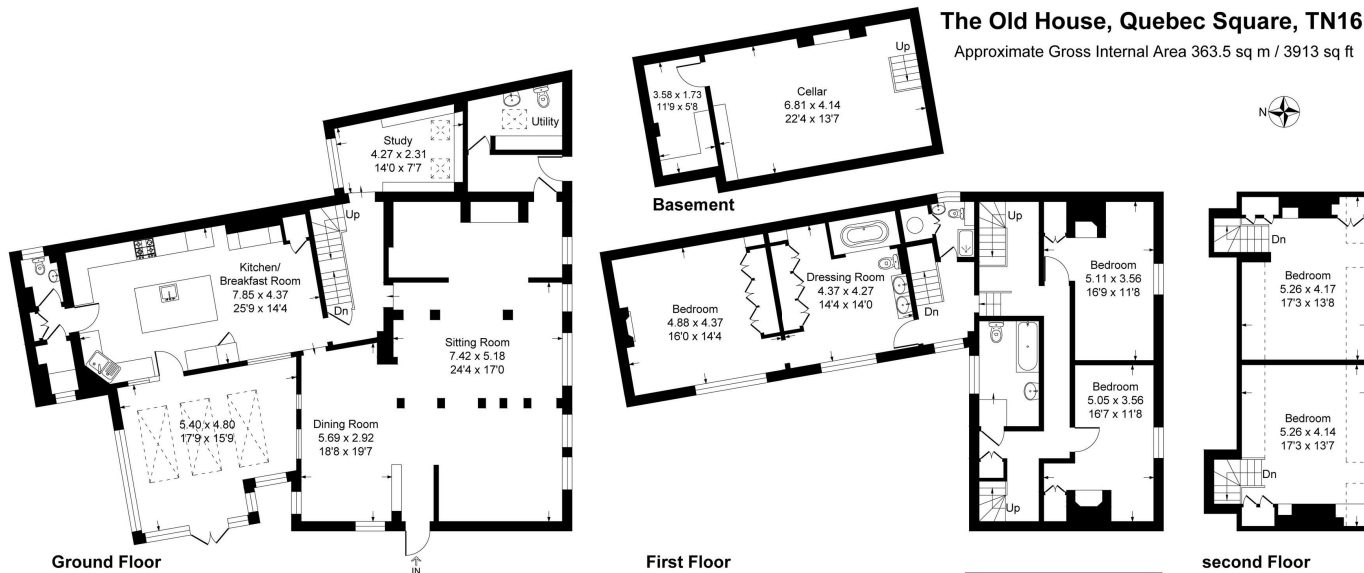 The Old House, Quebec Square, TN16
Approximate Gross Internal Area 363.5 sq m / 3913 sq ft
N
Study
4.27 x 2.31
14'0 x 7'7
Utility
Up
Kitchen/
Breakfast Room
7.85 x 4.37
25'9 x 14'4
Dn
Sitting Room
7.42 x 5.18
24'4 x 17'0
5.40 x 4.80
17'9 x 15'9
Dining Room
5.69 x 2.92
18'8 x 19'7
IN
Ground Floor
3.58 x 1.73
11'9 x 5'8
Cellar
6.81 x 4.14
22'4 x 13'7
Up
Basement
Bedroom
4.88 x 4.37
16'0 x 14'4
Dressing Room
4.37 x 4.27
14'4 x 14'0
Dn
Up
Bedroom
5.11 x 3.56
16'9 x 11'8
Bedroom
5.05 x 3.56
16'7 x 11'8
Up
First Floor
Dn
Bedroom
5.26 x 4.17
17'3 x 13'8
Bedroom
5.26 x 4.14
17'3 x 13'7
Dn
second Floor